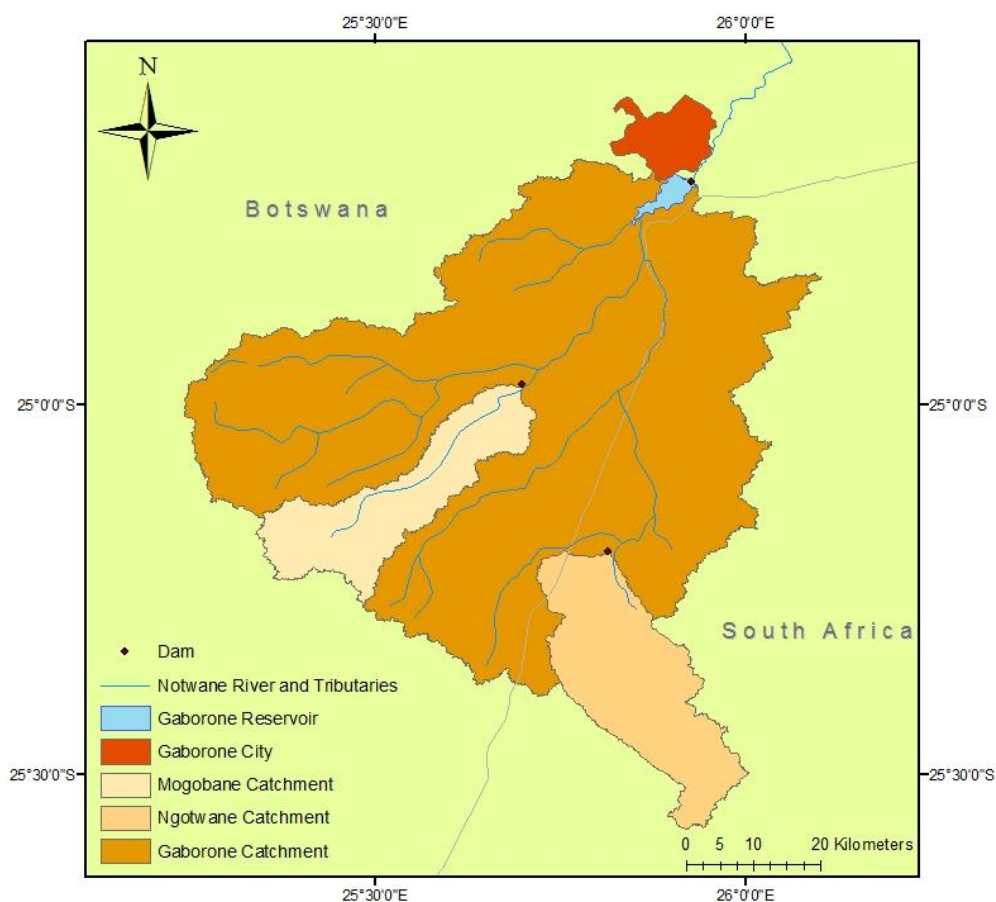 25°30'0"E
26°0'0"E
N
Botswana
25°0'0"S
25°0'0"S
South Africa
Dam
Notwane River and Tributaries
Gaborone Reservoir
Gaborone City
Mogobane Catchment
Ngotwane Catchment
Gaborone Catchment
25°30'0"S
25°30'0"S
0 5 10 20 Kilometers
25°30'0"E
26°0'0"E